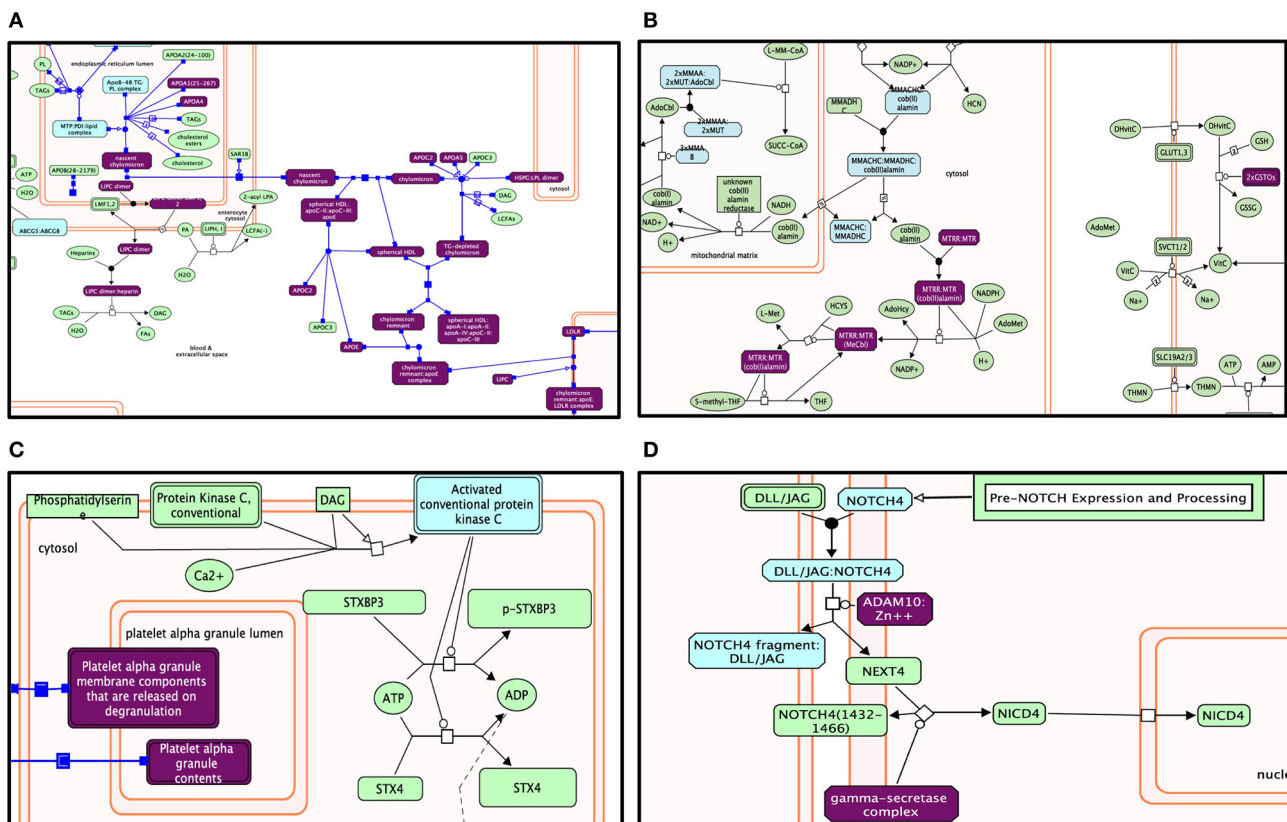 A
endoplasmic reticulum lumen
PL
TAGs
MTP:PDI:lipid
complex
ApoB-48:TG:
PL complex
APOA2(24-100)
APOA1(25-267)
APOA4
TAGs
cholesterol
esters
cholesterol
nascent
chylomicron
ATP
H2O
APOB(28-2179)
LIPC dimer
LMF1,2
2
SAR1B
2-acyl LPA
enterocyte
cytosol
ABCG5:ABCG8
LIPC dimer
PA
LIPH, I
LCFA(-)
H2O
Heparins
LIPC dimer:heparin
TAGs
H2O
DAG
FAs
blood &
extracellular space
nascent
chylomicron
chylomicron
APOC2
APOA5
APOC3
HSPG:LPL dimer
cytosol
DAG
LCFAs
spherical HDL:
apoC-II:apoC-III:
apoE
spherical HDL
TG-depleted
chylomicron
APOC2
APOC3
APOE
chylomicron
remnant
spherical HDL:
apoA-I:apoA-II:
apoA-IV:apoC-II:
apoC-III
chylomicron
remnant:apoE
complex
LIPC
LDLR
chylomicron
remnant:apoE:
LDLR complex
B
L-MM-CoA
2xMMAA:
2xMUT:AdoCbl
AdoCbl
2xMMAA:
2xMUT
3xMMA
B
SUCC-CoA
cob(I)
alamin
NAD+
H+
unknown
cob(II)
alamin
reductase
NADH
cob(II)
alamin
mitochondrial matrix
NADP+
MMACHC:
cob(II)
alamin
HCN
MMADH
C
MMACHC:MMADHC:
cob(II)alamin
cytosol
MMACHC:
MMADHC
cob(II)
alamin
MTRR:MTR
MTRR:MTR
(cob(II)alamin)
NADPH
AdoMet
H+
NADP+
AdoHcy
MTRR:MTR
(MeCbl)
HCYS
L-Met
MTRR:MTR
(cob(I)alamin)
5-methyl-THF
THF
DHvitC
GLUT1,3
DHvitC
GSH
2xGSTOs
GSSG
AdoMet
SVCT1/2
VitC
VitC
Na+
Na+
SLC19A2/3
ATP
AMP
THMN
THMN
C
Phosphatidylserin
e
Protein Kinase C,
conventional
DAG
Activated
conventional protein
kinase C
cytosol
Ca2+
platelet alpha granule lumen
Platelet alpha granule
membrane components
that are released on
degranulation
Platelet alpha
granule
contents
STXBP3
p-STXBP3
ATP
ADP
STX4
STX4
D
DLL/JAG
NOTCH4
Pre-NOTCH Expression and Processing
DLL/JAG:NOTCH4
ADAM10:
Zn++
NOTCH4 fragment:
DLL/JAG
NEXT4
NOTCH4(1432-
1466)
NICD4
NICD4
gamma-secretase
complex